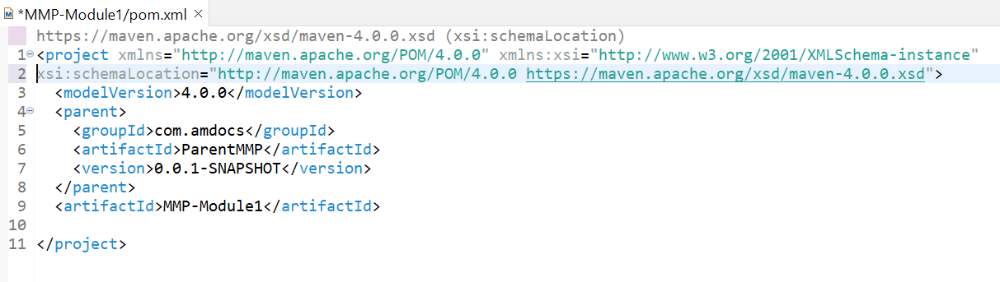 *MMP-Module1/pom.xml
https://maven.apache.org/xsd/maven-4.0.0.xsd (xsi:schemaLocation)
1 <project xmlns="http://maven.apache.org/POM/4.0.0" xmlns:xsi="http://www.w3.org/2001/XMLSchema-instance"
2 xsi:schemaLocation="http://maven.apache.org/POM/4.0.0 https://maven.apache.org/xsd/maven-4.0.0.xsd">
3   <modelVersion>4.0.0</modelVersion>
4   <parent>
5     <groupId>com.amdocs</groupId>
6     <artifactId>ParentMMP</artifactId>
7     <version>0.0.1-SNAPSHOT</version>
8   </parent>
9   <artifactId>MMP-Module1</artifactId>
10
11 </project>